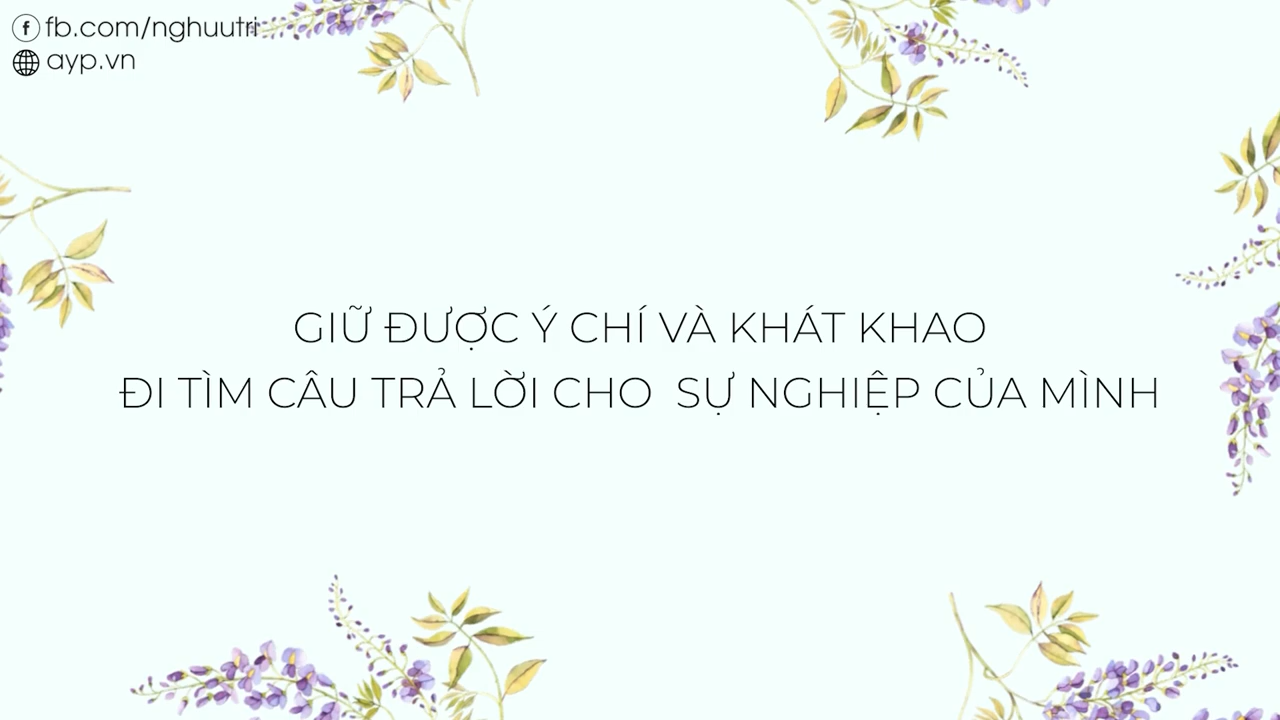 fb.com/nghuutri
ayp.vn
GIỮ ĐƯỢC Ý CHÍ VÀ KHÁT KHAO
ĐI TÌM CÂU TRẢ LỜI CHO SỰ NGHIỆP CỦA MÌNH